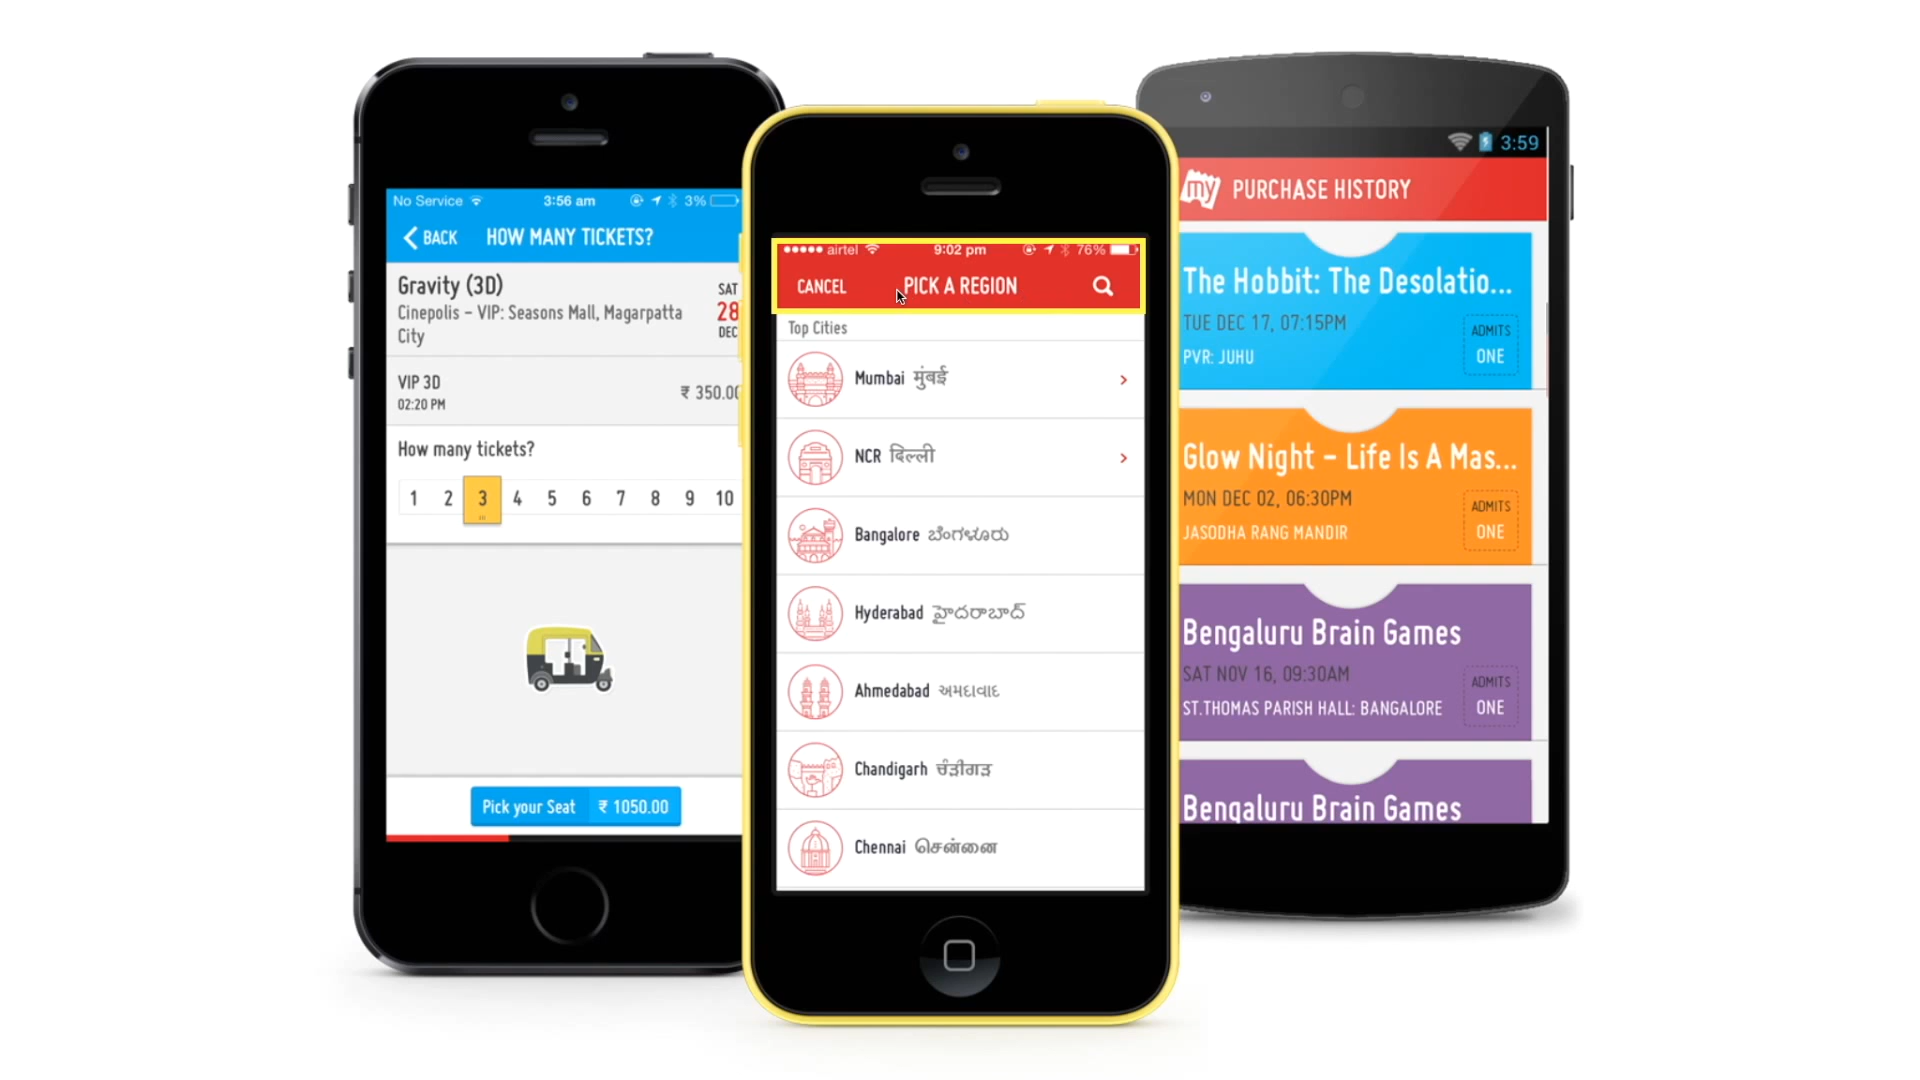 No Service 3:56 am 3%
BACK HOW MANY TICKETS?
Gravity (3D)
Cinepolis – VIP: Seasons Mall, Magarpatta
City
SAT
28
DEC
VIP 3D
02:20 PM
₹ 350.00
How many tickets?
1 2 3 4 5 6 7 8 9 10
Pick your Seat ₹ 1050.00
airtel 9:02 pm 76%
CANCEL PICK A REGION
Top Cities
Mumbai मुंबई
NCR दिल्ली
Bangalore ಬೆಂಗಳೂರು
Hyderabad హైదరాబాద్
Ahmedabad અમદાવાદ
Chandigarh ਚੰਡੀਗੜ
Chennai சென்னை
3:59
my PURCHASE HISTORY
The Hobbit: The Desolatio...
TUE DEC 17, 07:15PM
PVR: JUHU
ADMITS
ONE
Glow Night – Life Is A Mas...
MON DEC 02, 06:30PM
JASODHA RANG MANDIR
ADMITS
ONE
Bengaluru Brain Games
SAT NOV 16, 09:30AM
ST.THOMAS PARISH HALL: BANGALORE
ADMITS
ONE
Bengaluru Brain Games